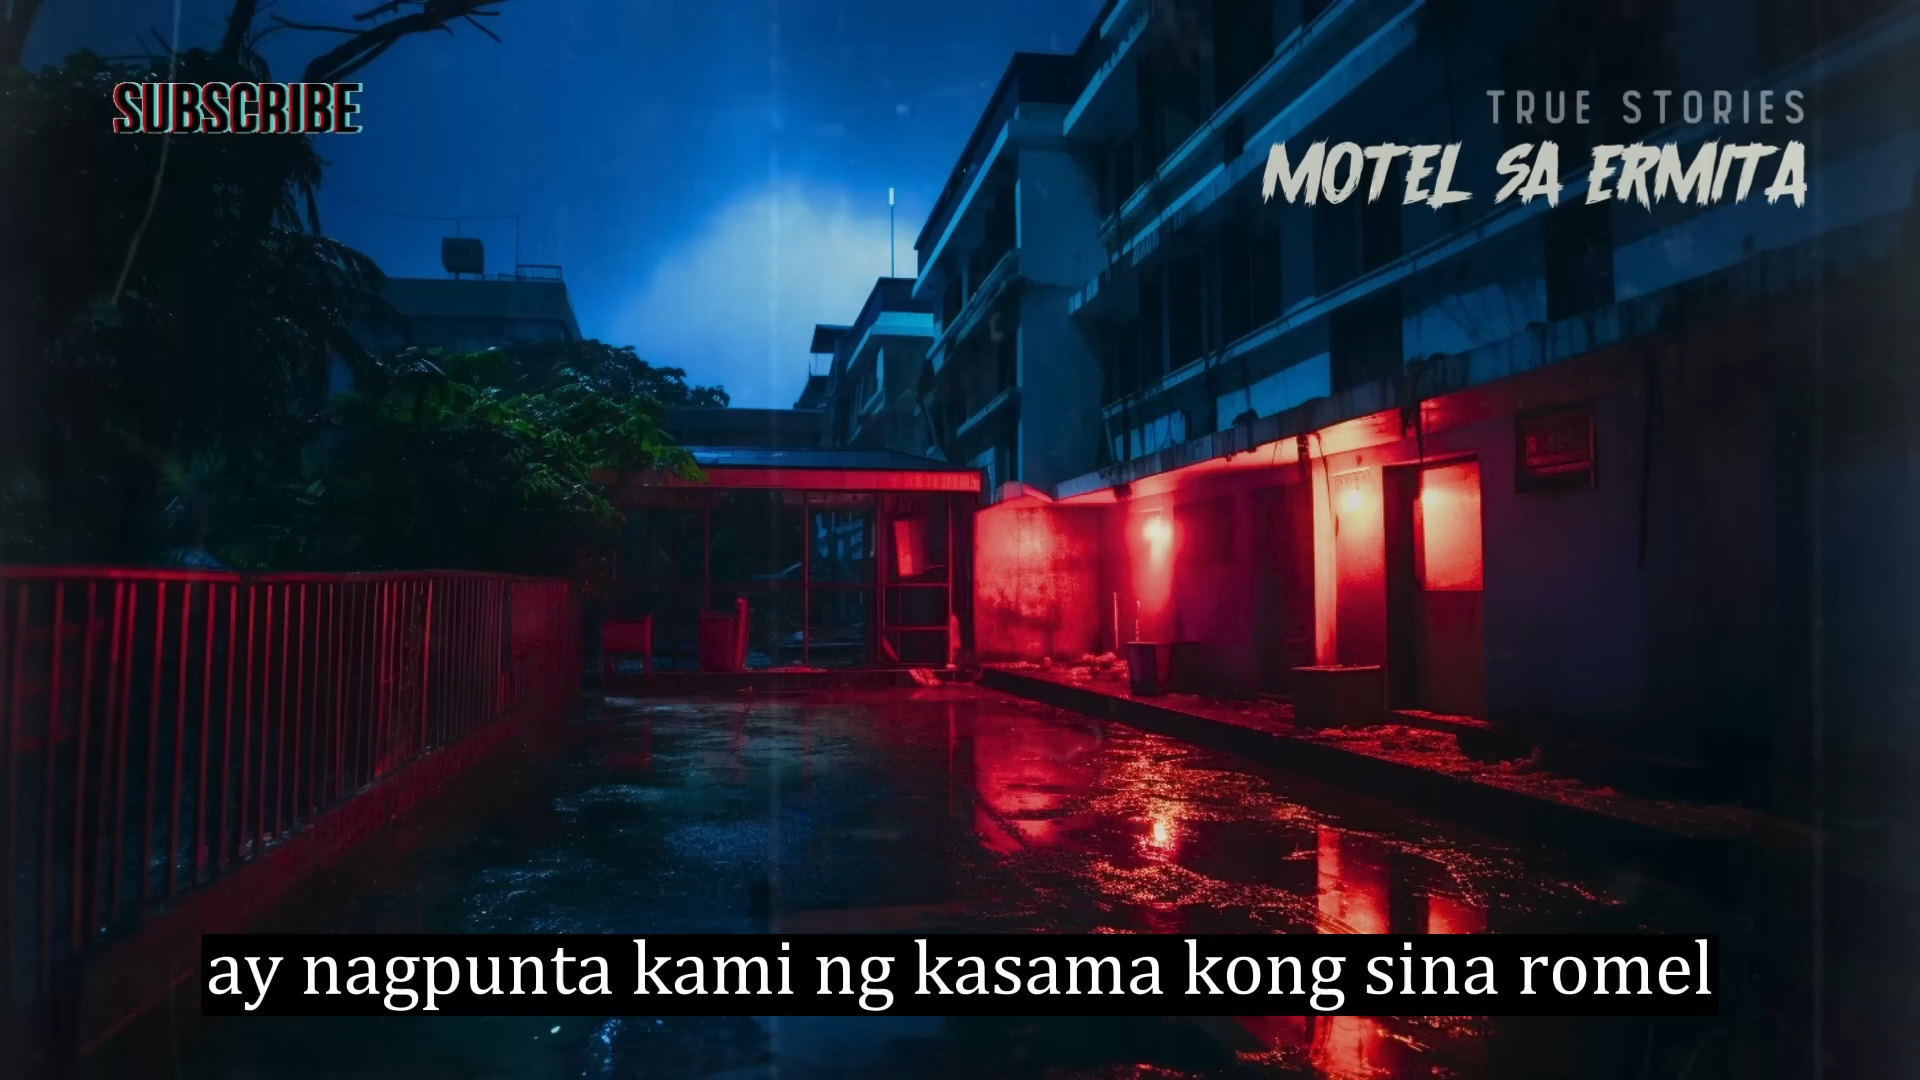 SUBSCRIBE
TRUE STORIES
MOTEL SA ERMITA
ay nagpunta kami ng kasama kong sina romel